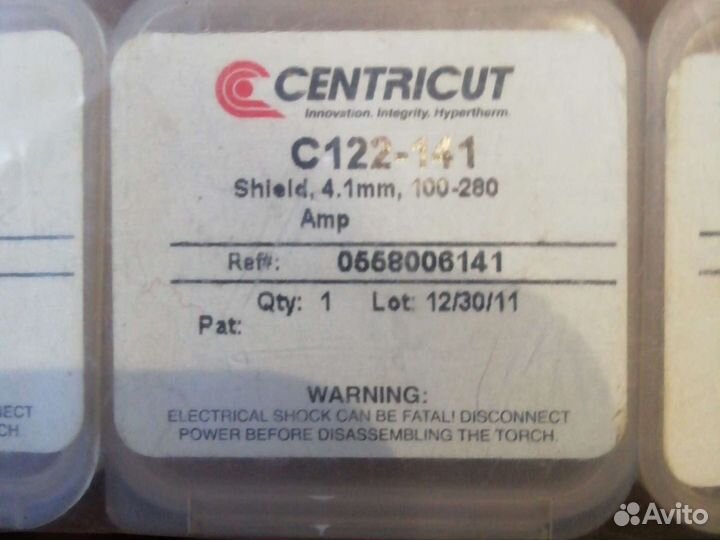 CENTRICUT
Innovation. Integrity. Hypertherm.
C122-141
Shield, 4.1mm, 100-280
Amp
Ref#: 0558006141
Qty: 1 Lot: 12/30/11
Pat:
WARNING:
ELECTRICAL SHOCK CAN BE FATAL! DISCONNECT
POWER BEFORE DISASSEMBLING THE TORCH.
NECT
CH.
Avito